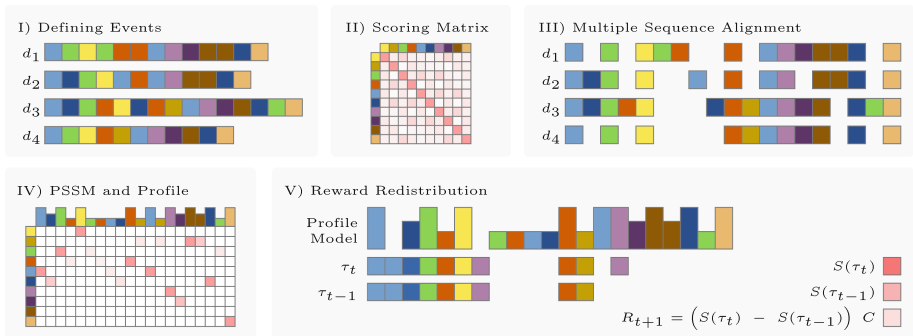 I) Defining Events
d1
d2
d3
d4
II) Scoring Matrix
III) Multiple Sequence Alignment
d1
d2
d3
d4
IV) PSSM and Profile
V) Reward Redistribution
Profile
Model
τt
τt−1
S(τt)
S(τt−1)
Rt+1 = (S(τt) − S(τt−1)) C